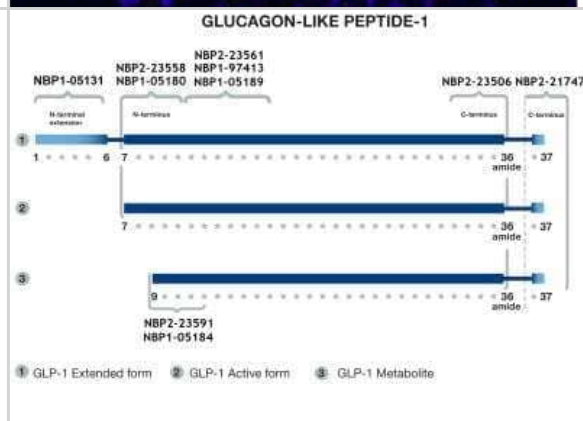 GLUCAGON-LIKE PEPTIDE-1
NBP1-05131
NBP2-23558
NBP1-05180
NBP2-23561
NBP1-97413
NBP1-05189
NBP2-23506
NBP2-21747
N-terminal
extension
N-terminus
C-terminus
C-terminus
1
1
6
7
36
amide
37
2
7
36
amide
37
3
9
36
amide
37
NBP2-23591
NBP1-05184
1 GLP-1 Extended form 2 GLP-1 Active form 3 GLP-1 Metabolite